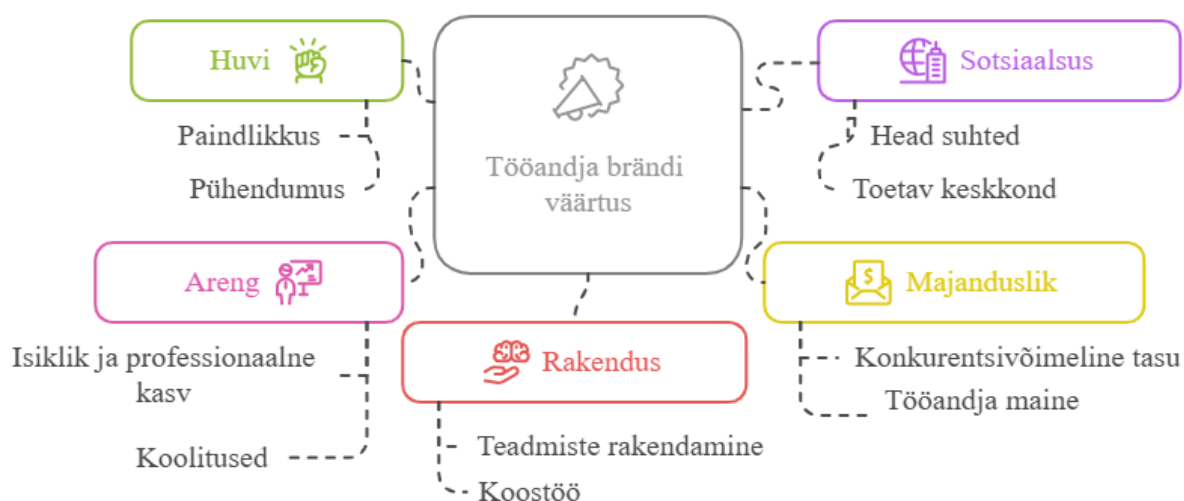 Huvi
Paindlikkus
Pühendumus
Tööandja brändi
väärtus
Sotsiaalsus
Head suhted
Toetav keskkond
Areng
Isiklik ja professionaalne
kasv
Koolitused
Rakendus
Teadmiste rakendamine
Koostöö
Majanduslik
$
Konkurentsivõimeline tasu
Tööandja maine